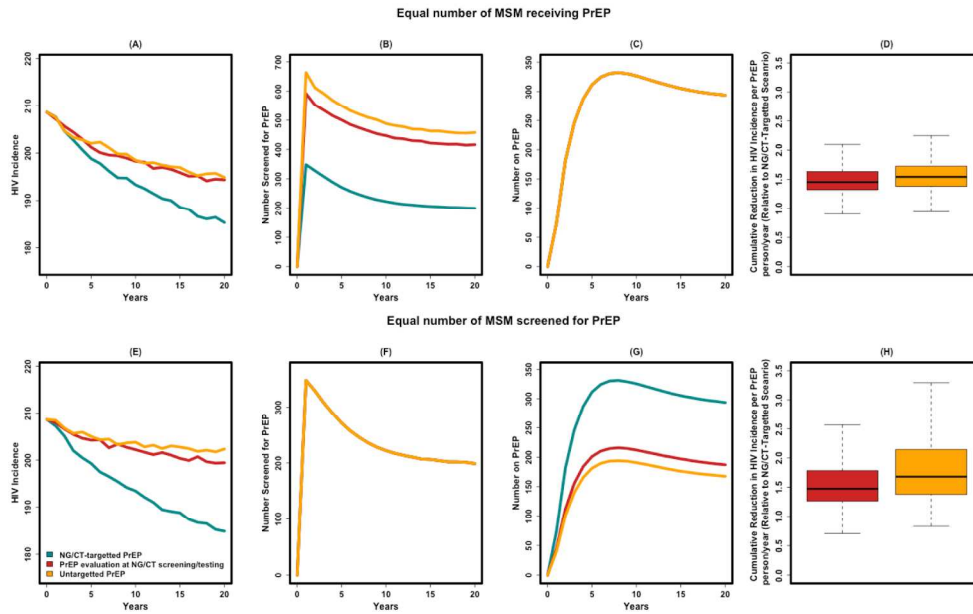 Equal number of MSM receiving PrEP
(A)
(B)
(C)
(D)
HIV Incidence
220
210
200
190
180
0 5 10 15 20
Years
Number Screened for PrEP
700
600
500
400
300
200
100
0
0 5 10 15 20
Years
Number on PrEP
350
300
250
200
150
100
50
0
0 5 10 15 20
Years
Cumulative Reduction in HIV Incidence per PrEP
person/year (Relative to NG/CT-Targetted Sceanrio)
3.5
3.0
2.5
2.0
1.5
1.0
0.5
0.0
Equal number of MSM screened for PrEP
(E)
(F)
(G)
(H)
HIV Incidence
220
210
200
190
180
0 5 10 15 20
Years
NG/CT-targetted PrEP
PrEP evaluation at NG/CT screening/testing
Untargetted PrEP
Number Screened for PrEP
300
200
100
0
0 5 10 15 20
Years
Number on PrEP
350
300
250
200
150
100
50
0
0 5 10 15 20
Years
Cumulative Reduction in HIV Incidence per PrEP
person/year (Relative to NG/CT-Targetted Sceanrio)
3.5
3.0
2.5
2.0
1.5
1.0
0.5
0.0